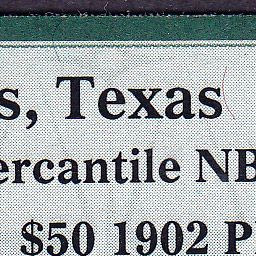 s, Texas
ercantile NB
$50 1902 P